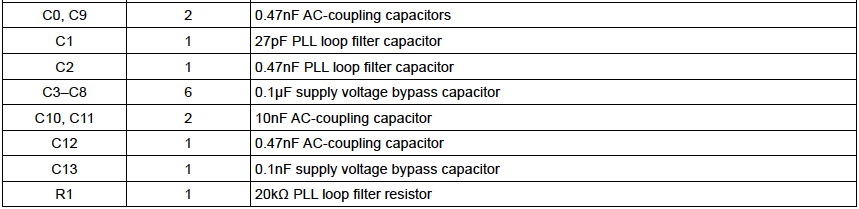 C0, C9 2 0.47nF AC-coupling capacitors
C1 1 27pF PLL loop filter capacitor
C2 1 0.47nF PLL loop filter capacitor
C3–C8 6 0.1μF supply voltage bypass capacitor
C10, C11 2 10nF AC-coupling capacitor
C12 1 0.47nF AC-coupling capacitor
C13 1 0.1nF supply voltage bypass capacitor
R1 1 20kΩ PLL loop filter resistor